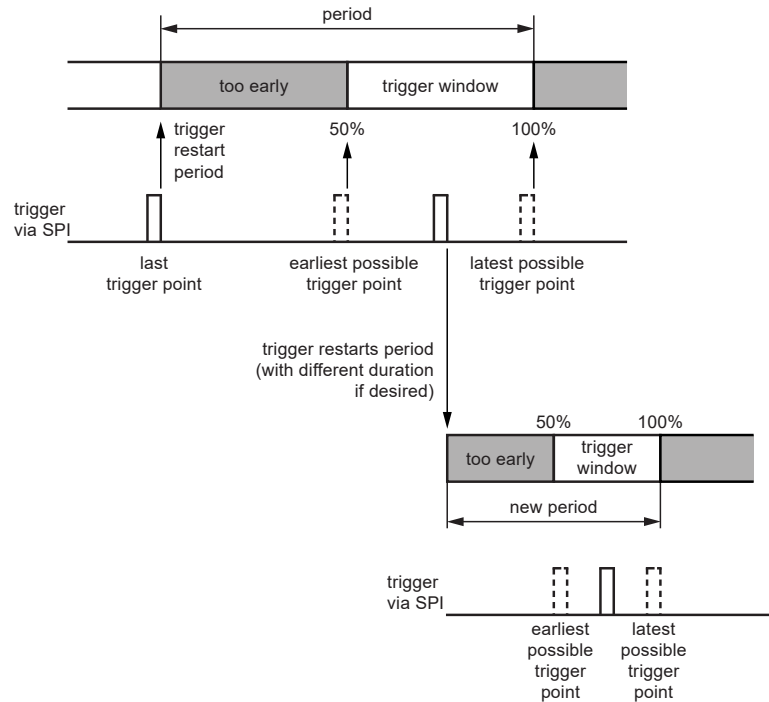 period
too early
trigger window
trigger
restart
period
50%
100%
trigger
via SPI
last
trigger point
earliest possible
trigger point
latest possible
trigger point
trigger restarts period
(with different duration
if desired)
50%
100%
too early
trigger
window
new period
trigger
via SPI
earliest
possible
trigger
point
latest
possible
trigger
point